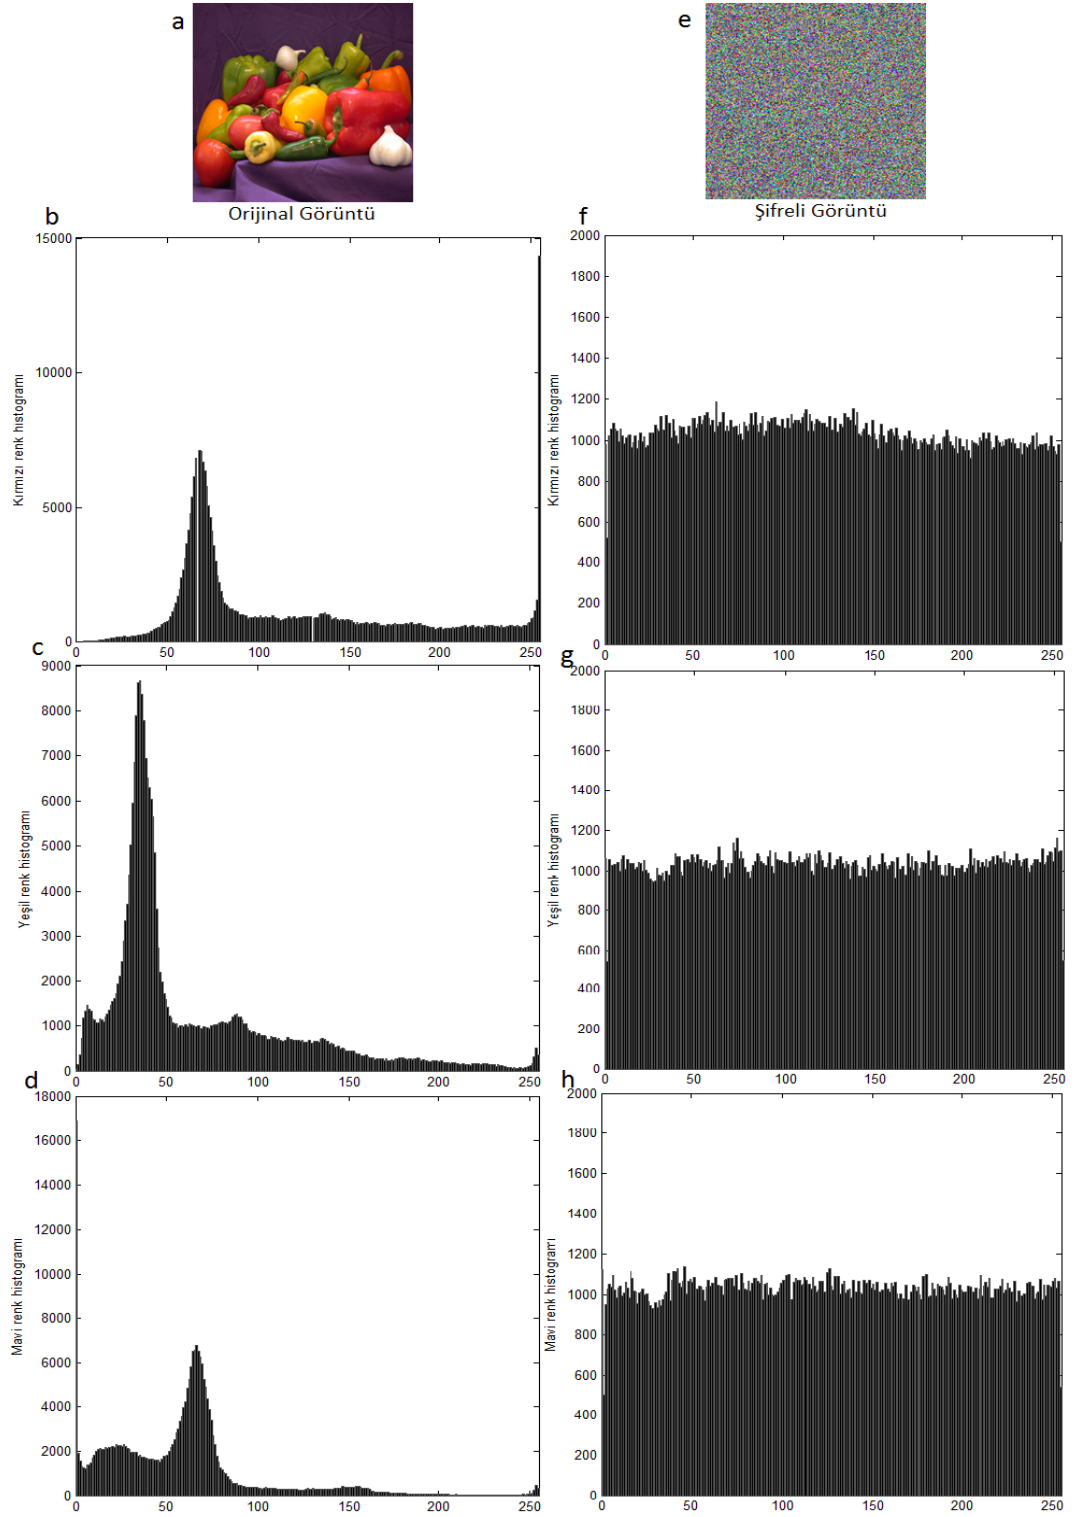 a
Orijinal Görüntü
e
Şifreli Görüntü
b
Kırmızı renk histogramı
15000
10000
5000
0
0 50 100 150 200 250
f
Kırmızı renk histogramı
2000
1800
1600
1400
1200
1000
800
600
400
200
0
0 50 100 150 200 250
c
Yeşil renk histogramı
9000
8000
7000
6000
5000
4000
3000
2000
1000
0
0 50 100 150 200 250
g
Yeşil renk histogramı
2000
1800
1600
1400
1200
1000
800
600
400
200
0
0 50 100 150 200 250
d
Mavi renk histogramı
18000
16000
14000
12000
10000
8000
6000
4000
2000
0
0 50 100 150 200 250
h
Mavi renk histogramı
2000
1800
1600
1400
1200
1000
800
600
400
200
0
0 50 100 150 200 250